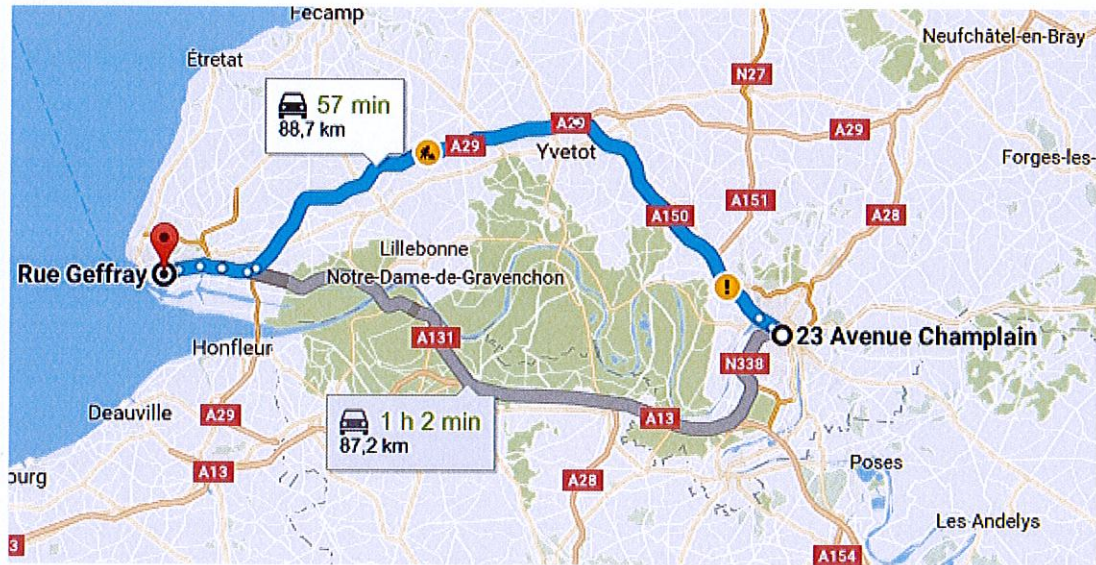 Fecamp
Neufchâtel-en-Bray
Étretat
N27
57 min
88,7 km
A29
A29
A29
Yvetot
Forges-les-
A150
A151
A28
Lillebonne
Rue Geffray
Notre-Dame-de-Gravenchon
23 Avenue Champlain
A131
Honfleur
N338
Deauville
A29
1 h 2 min
87,2 km
A13
A13
A28
Poses
ourg
Les Andelys
3
A154